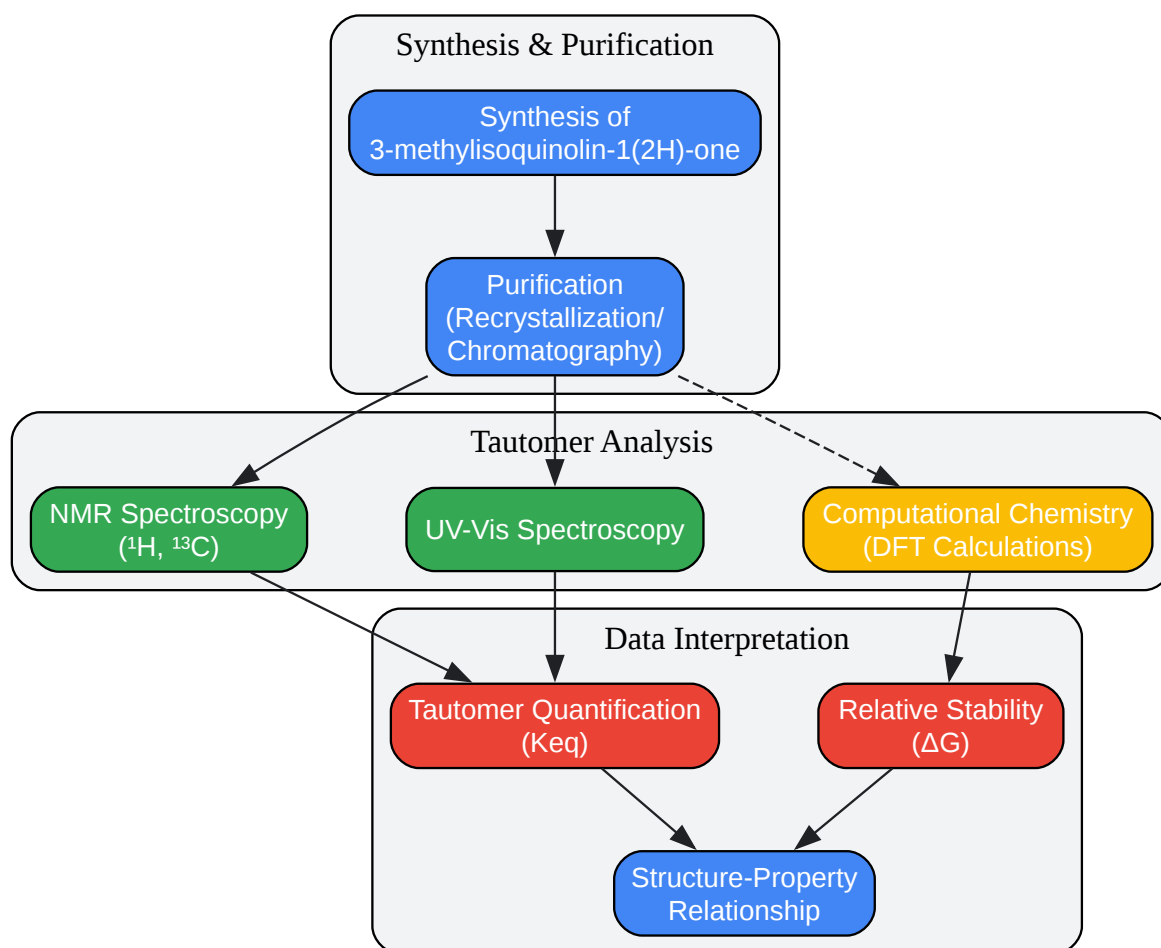 Synthesis & Purification
Synthesis of
3-methylisoquinolin-1(2H)-one
Purification
(Recrystallization/
Chromatography)
Tautomer Analysis
NMR Spectroscopy
(¹H, ¹³C)
UV-Vis Spectroscopy
Computational Chemistry
(DFT Calculations)
Data Interpretation
Tautomer Quantification
(Keq)
Relative Stability
(ΔG)
Structure-Property
Relationship